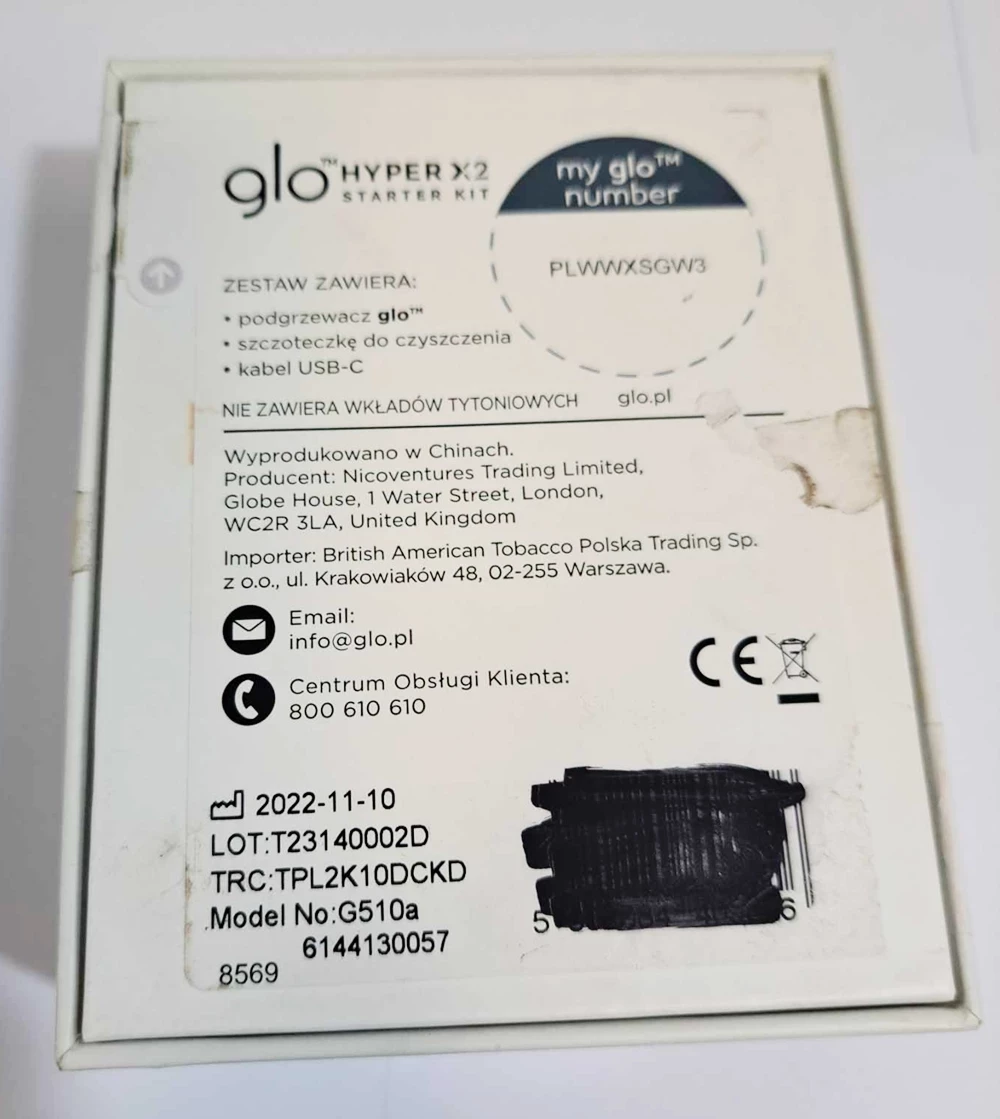 glo™ HYPER X2
STARTER KIT
my glo™
number
PLWWXSGW3
ZESTAW ZAWIERA:
• podgrzewacz glo™
• szczoteczkę do czyszczenia
• kabel USB-C
NIE ZAWIERA WKŁADÓW TYTONIOWYCH
glo.pl
Wyprodukowano w Chinach.
Producent: Nicoventures Trading Limited,
Globe House, 1 Water Street, London,
WC2R 3LA, United Kingdom
Importer: British American Tobacco Polska Trading Sp.
z o.o., ul. Krakowiaków 48, 02-255 Warszawa.
Email:
info@glo.pl
Centrum Obsługi Klienta:
800 610 610
CE
2022-11-10
LOT:T23140002D
TRC:TPL2K10DCKD
Model No:G510a
6144130057
8569
5 6